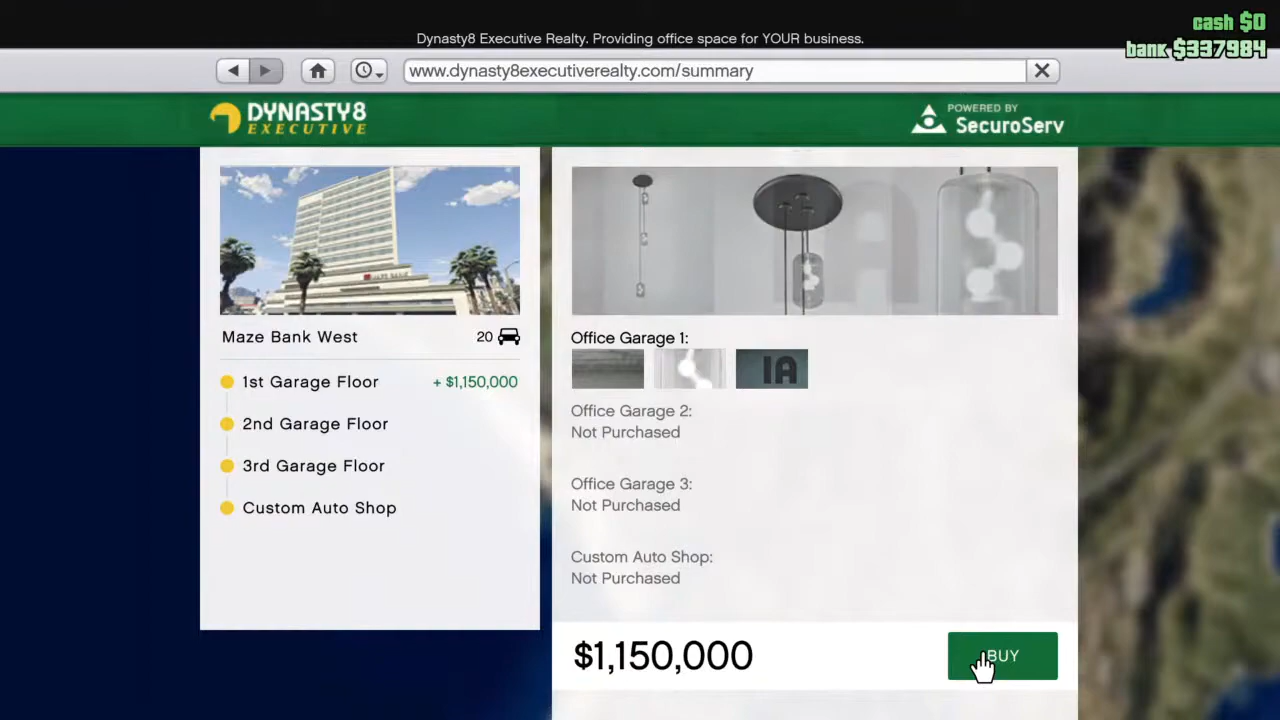 cash $0
bank $337984
Dynasty8 Executive Realty. Providing office space for YOUR business.
www.dynasty8executiverealty.com/summary
DYNASTY8
EXECUTIVE
POWERED BY
SecuroServ
MAZE BANK
Maze Bank West
20
1st Garage Floor + $1,150,000
2nd Garage Floor
3rd Garage Floor
Custom Auto Shop
Office Garage 1:
IA
Office Garage 2:
Not Purchased
Office Garage 3:
Not Purchased
Custom Auto Shop:
Not Purchased
$1,150,000
BUY